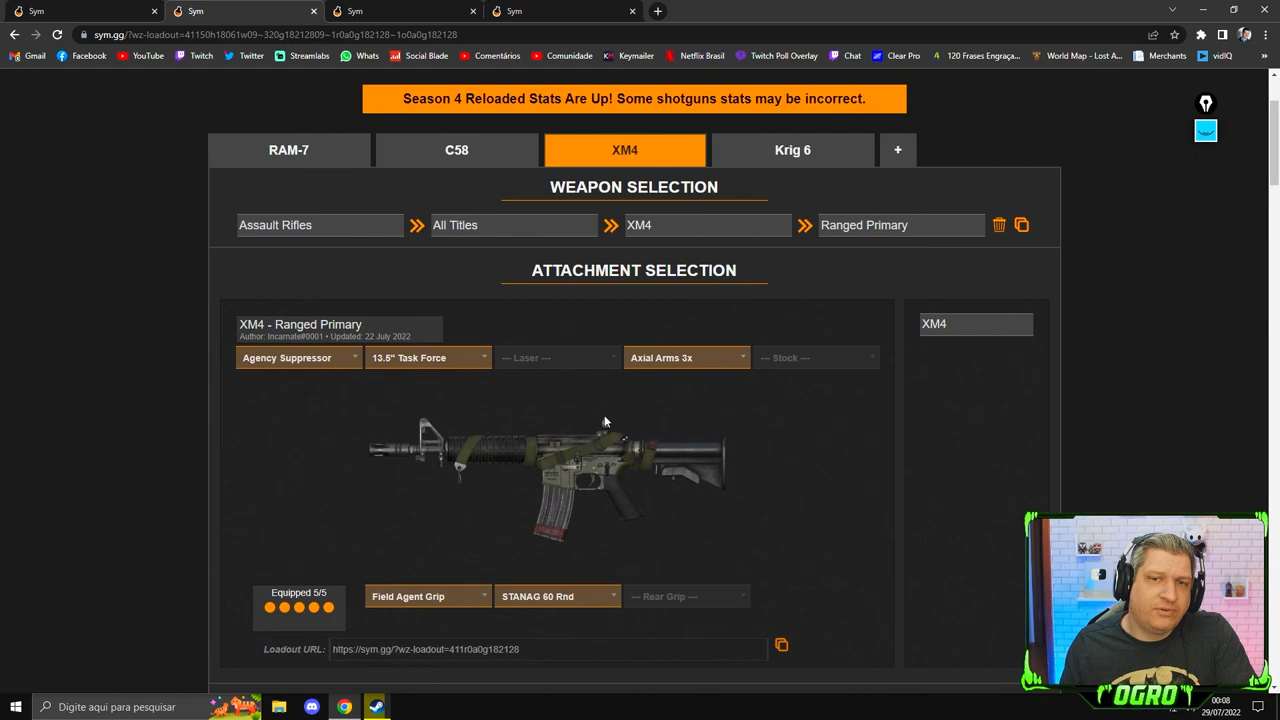 Sym
Sym
Sym
Sym
sym.gg/?wz-loadout=41150h18061w09~320g18212809~1r0a0g182128~1o0a0g182128
Gmail
Facebook
YouTube
Twitch
Twitter
Streamlabs
Whats
Social Blade
Comentários
Comunidade
Keymailer
Netflix Brasil
Twitch Poll Overlay
Chat
Clear Pro
120 Frases Engraça...
World Map - Lost A...
Merchants
vidIQ
Season 4 Reloaded Stats Are Up! Some shotguns stats may be incorrect.
RAM-7
C58
XM4
Krig 6
+
WEAPON SELECTION
Assault Rifles
All Titles
XM4
Ranged Primary
ATTACHMENT SELECTION
XM4 - Ranged Primary
Author: Incarnate#0001 • Updated: 22 July 2022
XM4
Agency Suppressor
13.5" Task Force
--- Laser ---
Axial Arms 3x
--- Stock ---
Equipped 5/5
Field Agent Grip
STANAG 60 Rnd
--- Rear Grip ---
Loadout URL:
https://sym.gg/?wz-loadout=411r0a0g182128
OGRO
Digite aqui para pesquisar
00:08
29/07/2022